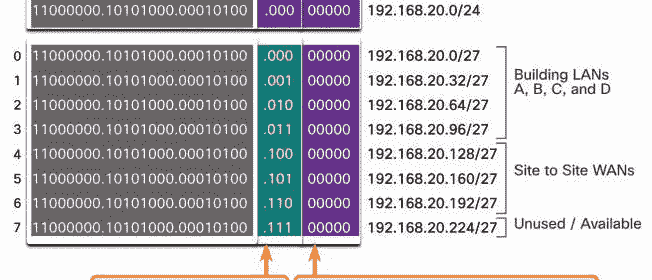 11000000.10101000.00010100 .000 00000 192.168.20.0/24
0 11000000.10101000.00010100 .000 00000 192.168.20.0/27
1 11000000.10101000.00010100 .001 00000 192.168.20.32/27
2 11000000.10101000.00010100 .010 00000 192.168.20.64/27
3 11000000.10101000.00010100 .011 00000 192.168.20.96/27
Building LANs
A, B, C, and D
4 11000000.10101000.00010100 .100 00000 192.168.20.128/27
5 11000000.10101000.00010100 .101 00000 192.168.20.160/27
6 11000000.10101000.00010100 .110 00000 192.168.20.192/27
Site to Site WANs
7 11000000.10101000.00010100 .111 00000 192.168.20.224/27
Unused / Available